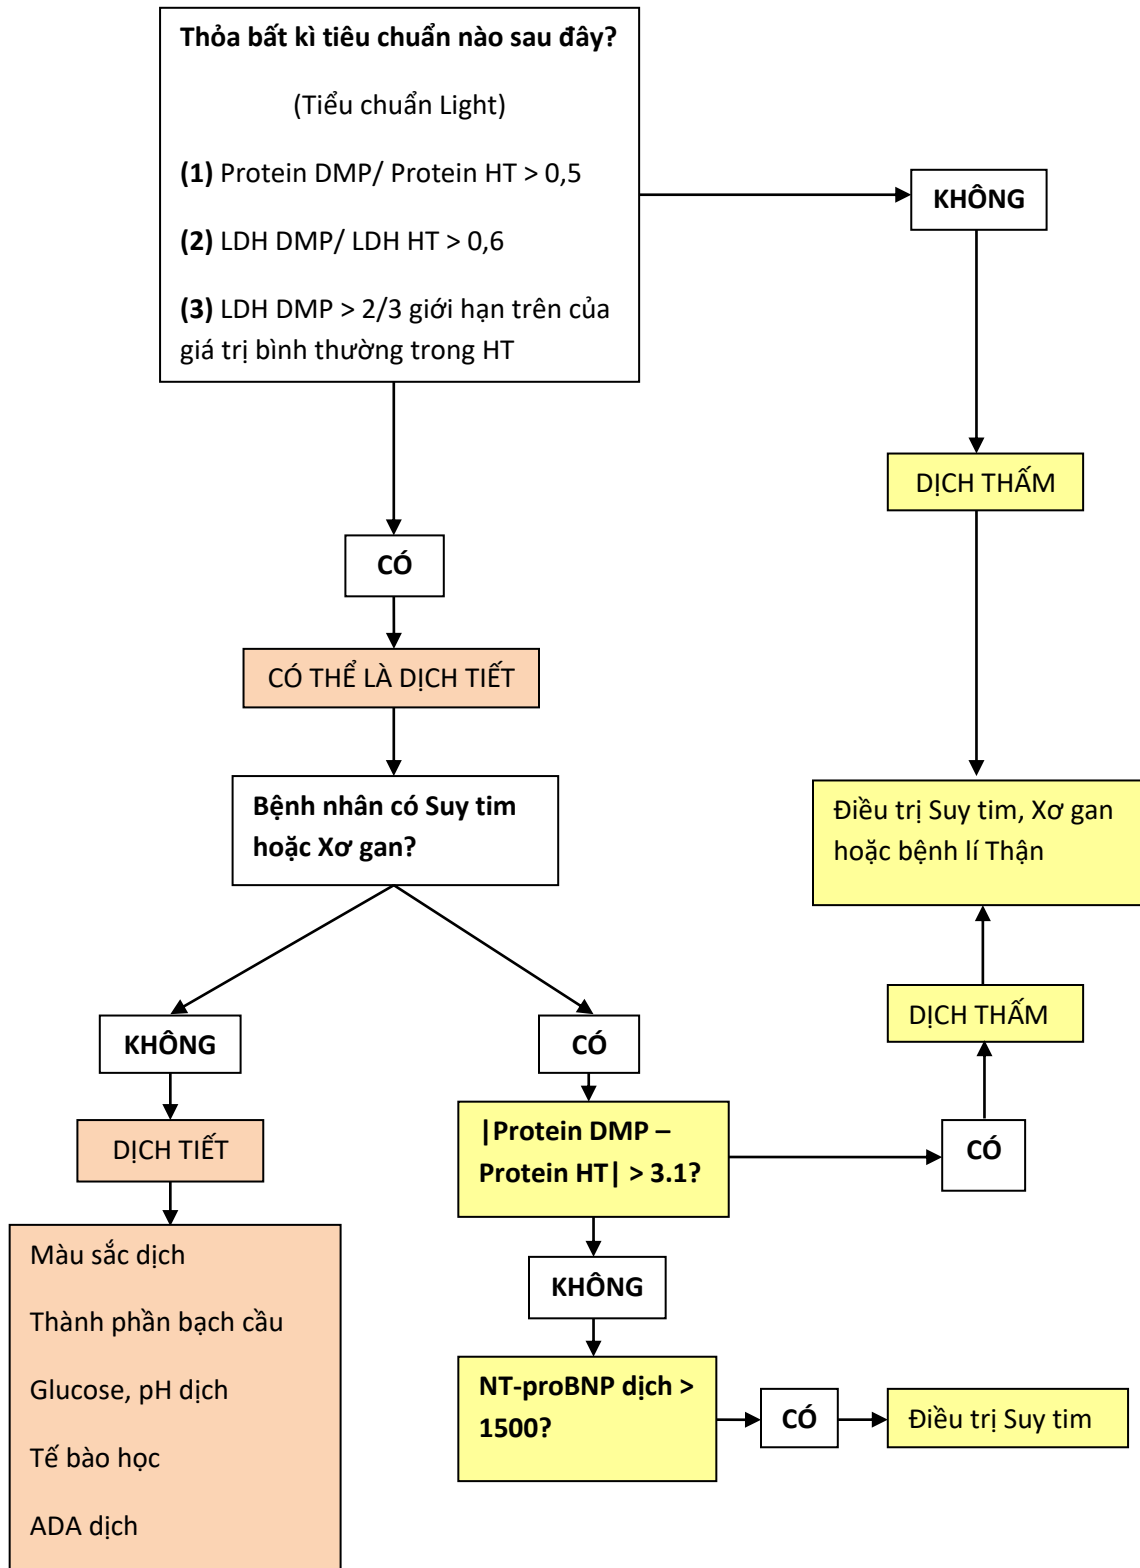 Thỏa bất kì tiêu chuẩn nào sau đây?
(Tiểu chuẩn Light)
(1) Protein DMP/ Protein HT > 0,5
(2) LDH DMP/ LDH HT > 0,6
(3) LDH DMP > 2/3 giới hạn trên của
giá trị bình thường trong HT
KHÔNG
DỊCH THẤM
CÓ
CÓ THỂ LÀ DỊCH TIẾT
Bệnh nhân có Suy tim
hoặc Xơ gan?
Điều trị Suy tim, Xơ gan
hoặc bệnh lí Thận
DỊCH THẤM
KHÔNG
CÓ
DỊCH TIẾT
|Protein DMP –
Protein HT| > 3.1?
CÓ
Màu sắc dịch
Thành phần bạch cầu
Glucose, pH dịch
Tế bào học
ADA dịch
KHÔNG
NT-proBNP dịch >
1500?
CÓ
Điều trị Suy tim